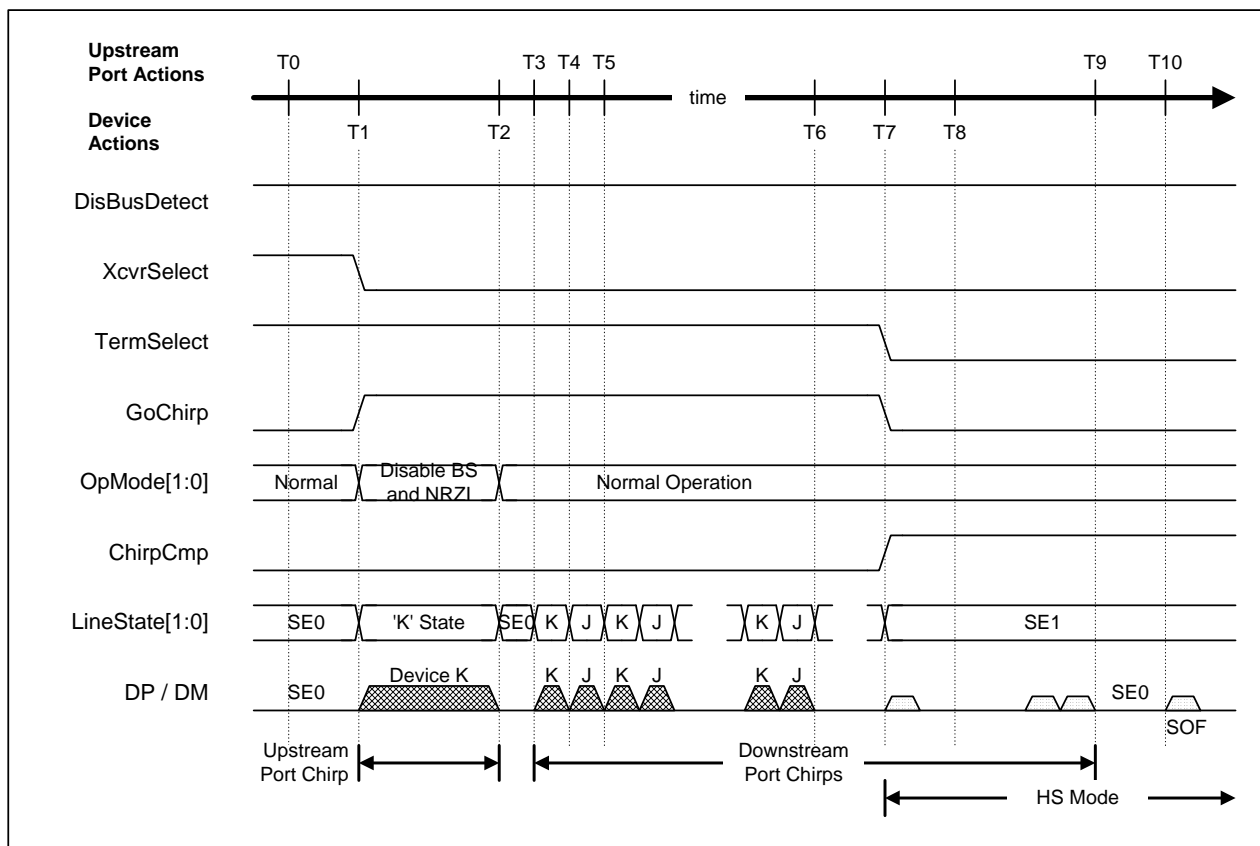 Upstream
Port Actions
T0
T3
T4
T5
T9
T10
time
Device
Actions
T1
T2
T6
T7
T8
DisBusDetect
XcvrSelect
TermSelect
GoChirp
OpMode[1:0]
Normal
Disable BS
and NRZI
Normal Operation
ChirpCmp
LineState[1:0]
SE0
'K' State
SE0
K
J
K
J
K
J
SE1
DP / DM
SE0
Device K
K
J
K
J
K
J
SE0
SOF
Upstream
Port Chirp
Downstream
Port Chirps
HS Mode